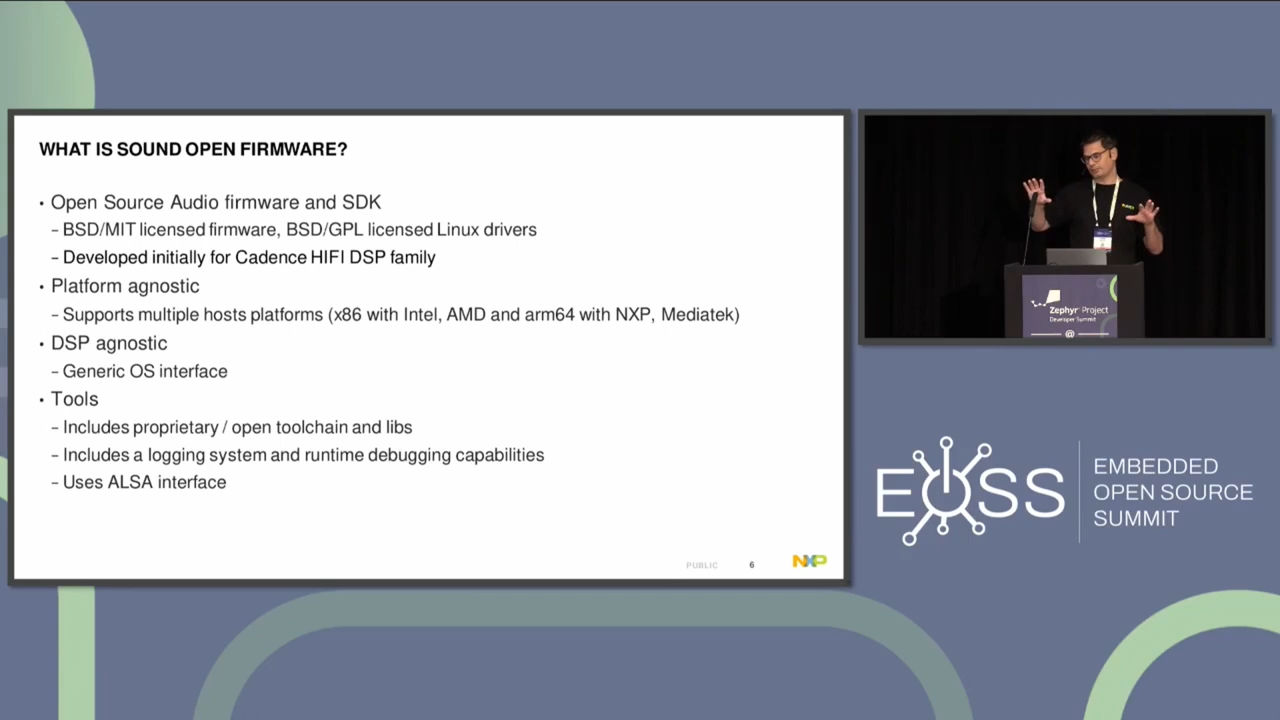 WHAT IS SOUND OPEN FIRMWARE?
• Open Source Audio firmware and SDK
– BSD/MIT licensed firmware, BSD/GPL licensed Linux drivers
– Developed initially for Cadence HIFI DSP family
• Platform agnostic
– Supports multiple hosts platforms (x86 with Intel, AMD and arm64 with NXP, Mediatek)
• DSP agnostic
– Generic OS interface
• Tools
– Includes proprietary / open toolchain and libs
– Includes a logging system and runtime debugging capabilities
– Uses ALSA interface
PUBLIC 6 NXP
Zephyr Project
Developer Summit
@
EOSS
EMBEDDED
OPEN SOURCE
SUMMIT